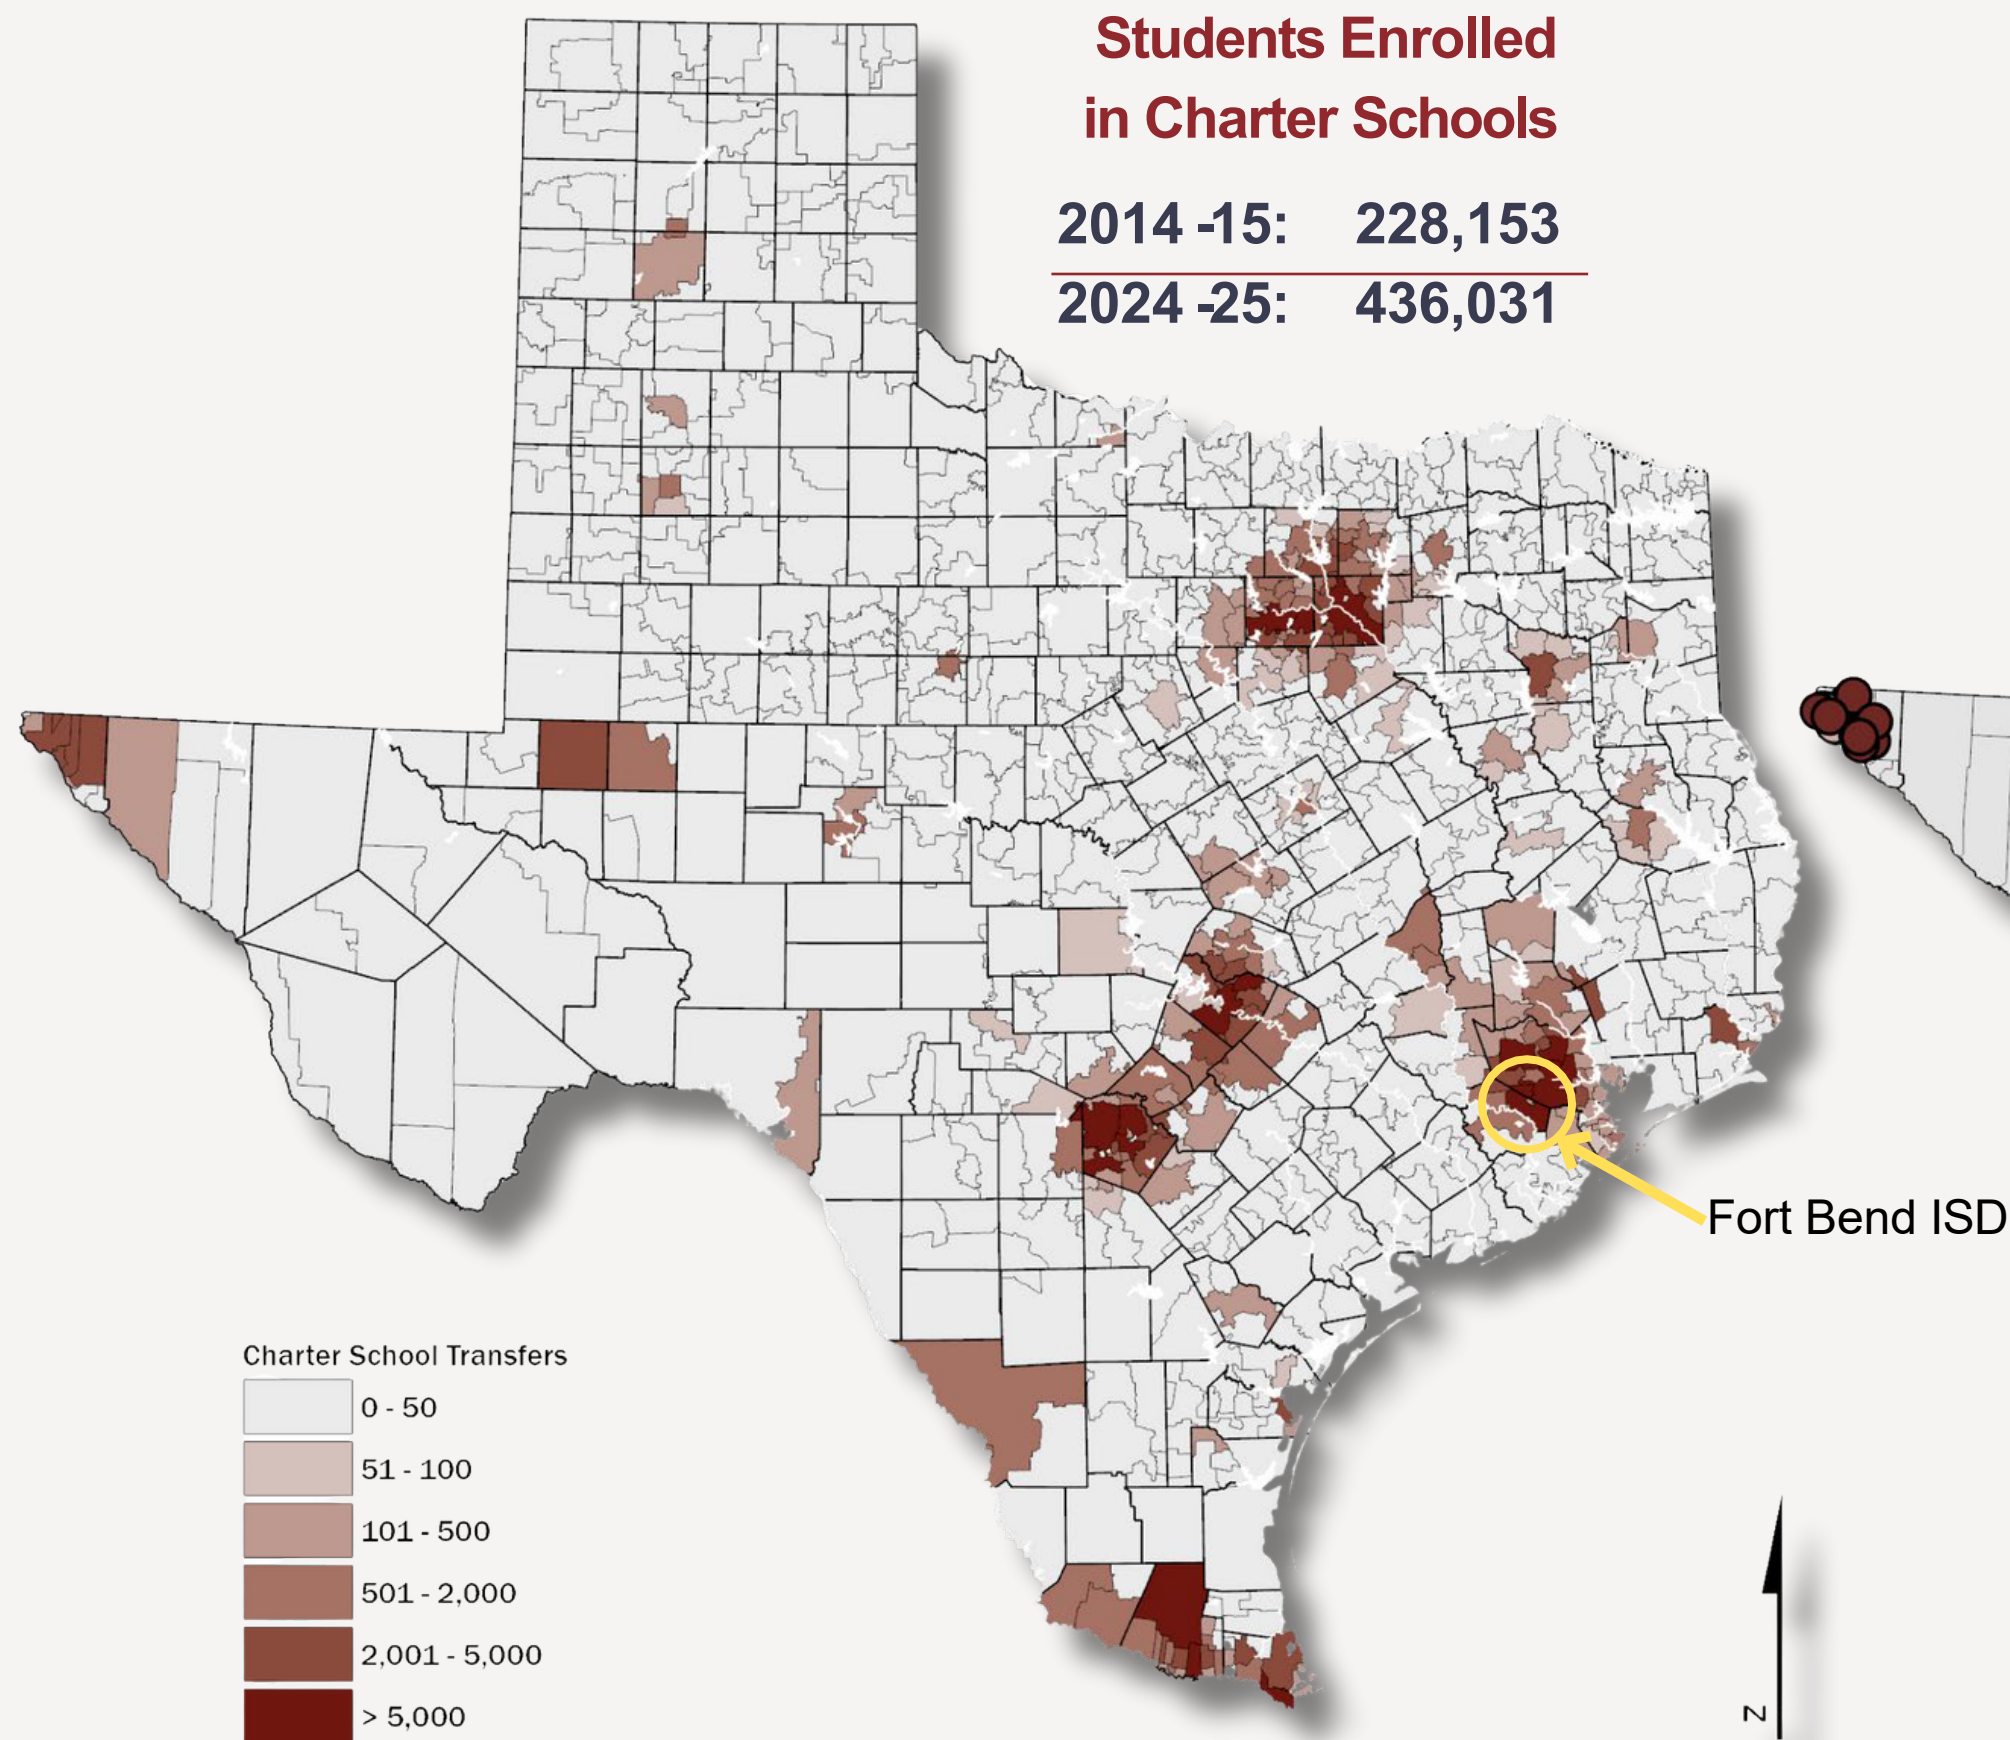 Students Enrolled
in Charter Schools
2014 -15: 228,153
2024 -25: 436,031
Fort Bend ISD
Charter School Transfers
0 - 50
51 - 100
101 - 500
501 - 2,000
2,001 - 5,000
> 5,000
N